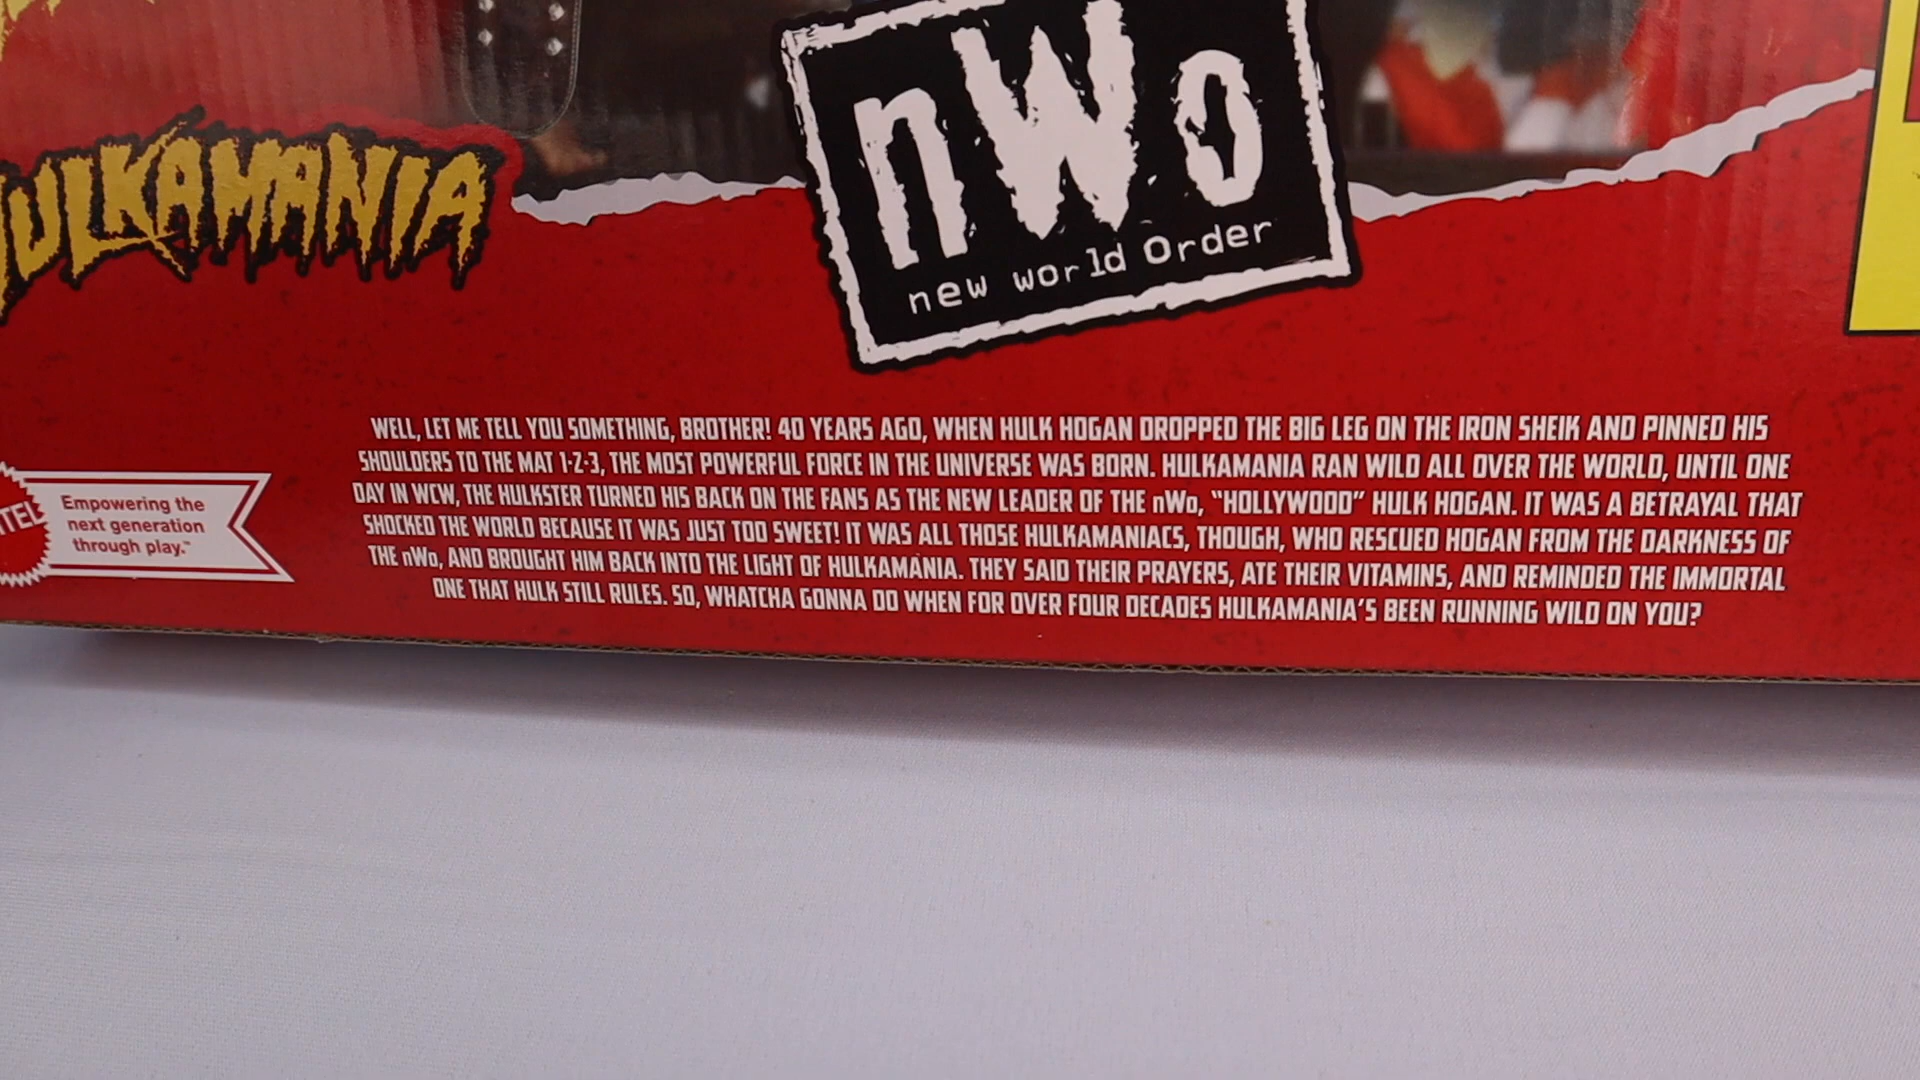 nWo
new world Order
HULKAMANIA
WELL, LET ME TELL YOU SOMETHING, BROTHER! 40 YEARS AGO, WHEN HULK HOGAN DROPPED THE BIG LEG ON THE IRON SHEIK AND PINNED HIS
SHOULDERS TO THE MAT 1-2-3, THE MOST POWERFUL FORCE IN THE UNIVERSE WAS BORN. HULKAMANIA RAN WILD ALL OVER THE WORLD, UNTIL ONE
DAY IN WCW, THE HULKSTER TURNED HIS BACK ON THE FANS AS THE NEW LEADER OF THE nWo, “HOLLYWOOD” HULK HOGAN. IT WAS A BETRAYAL THAT
SHOCKED THE WORLD BECAUSE IT WAS JUST TOO SWEET! IT WAS ALL THOSE HULKAMANIACS, THOUGH, WHO RESCUED HOGAN FROM THE DARKNESS OF
THE nWo, AND BROUGHT HIM BACK INTO THE LIGHT OF HULKAMANIA. THEY SAID THEIR PRAYERS, ATE THEIR VITAMINS, AND REMINDED THE IMMORTAL
ONE THAT HULK STILL RULES. SO, WHATCHA GONNA DO WHEN FOR OVER FOUR DECADES HULKAMANIA'S BEEN RUNNING WILD ON YOU?
TEL
Empowering the
next generation
through play.™